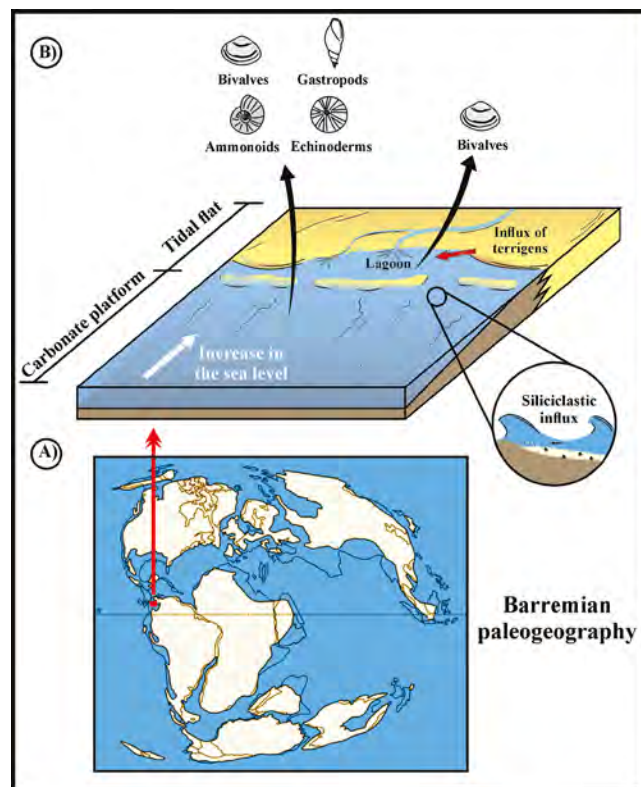 B)
Bivalves
Gastropods
Ammonoids
Echinoderms
Bivalves
Tidal flat
Carbonate platform
Influx of
terrigens
Lagoon
Increase in
the sea level
Siliciclastic
influx
A)
Barremian
paleogeography